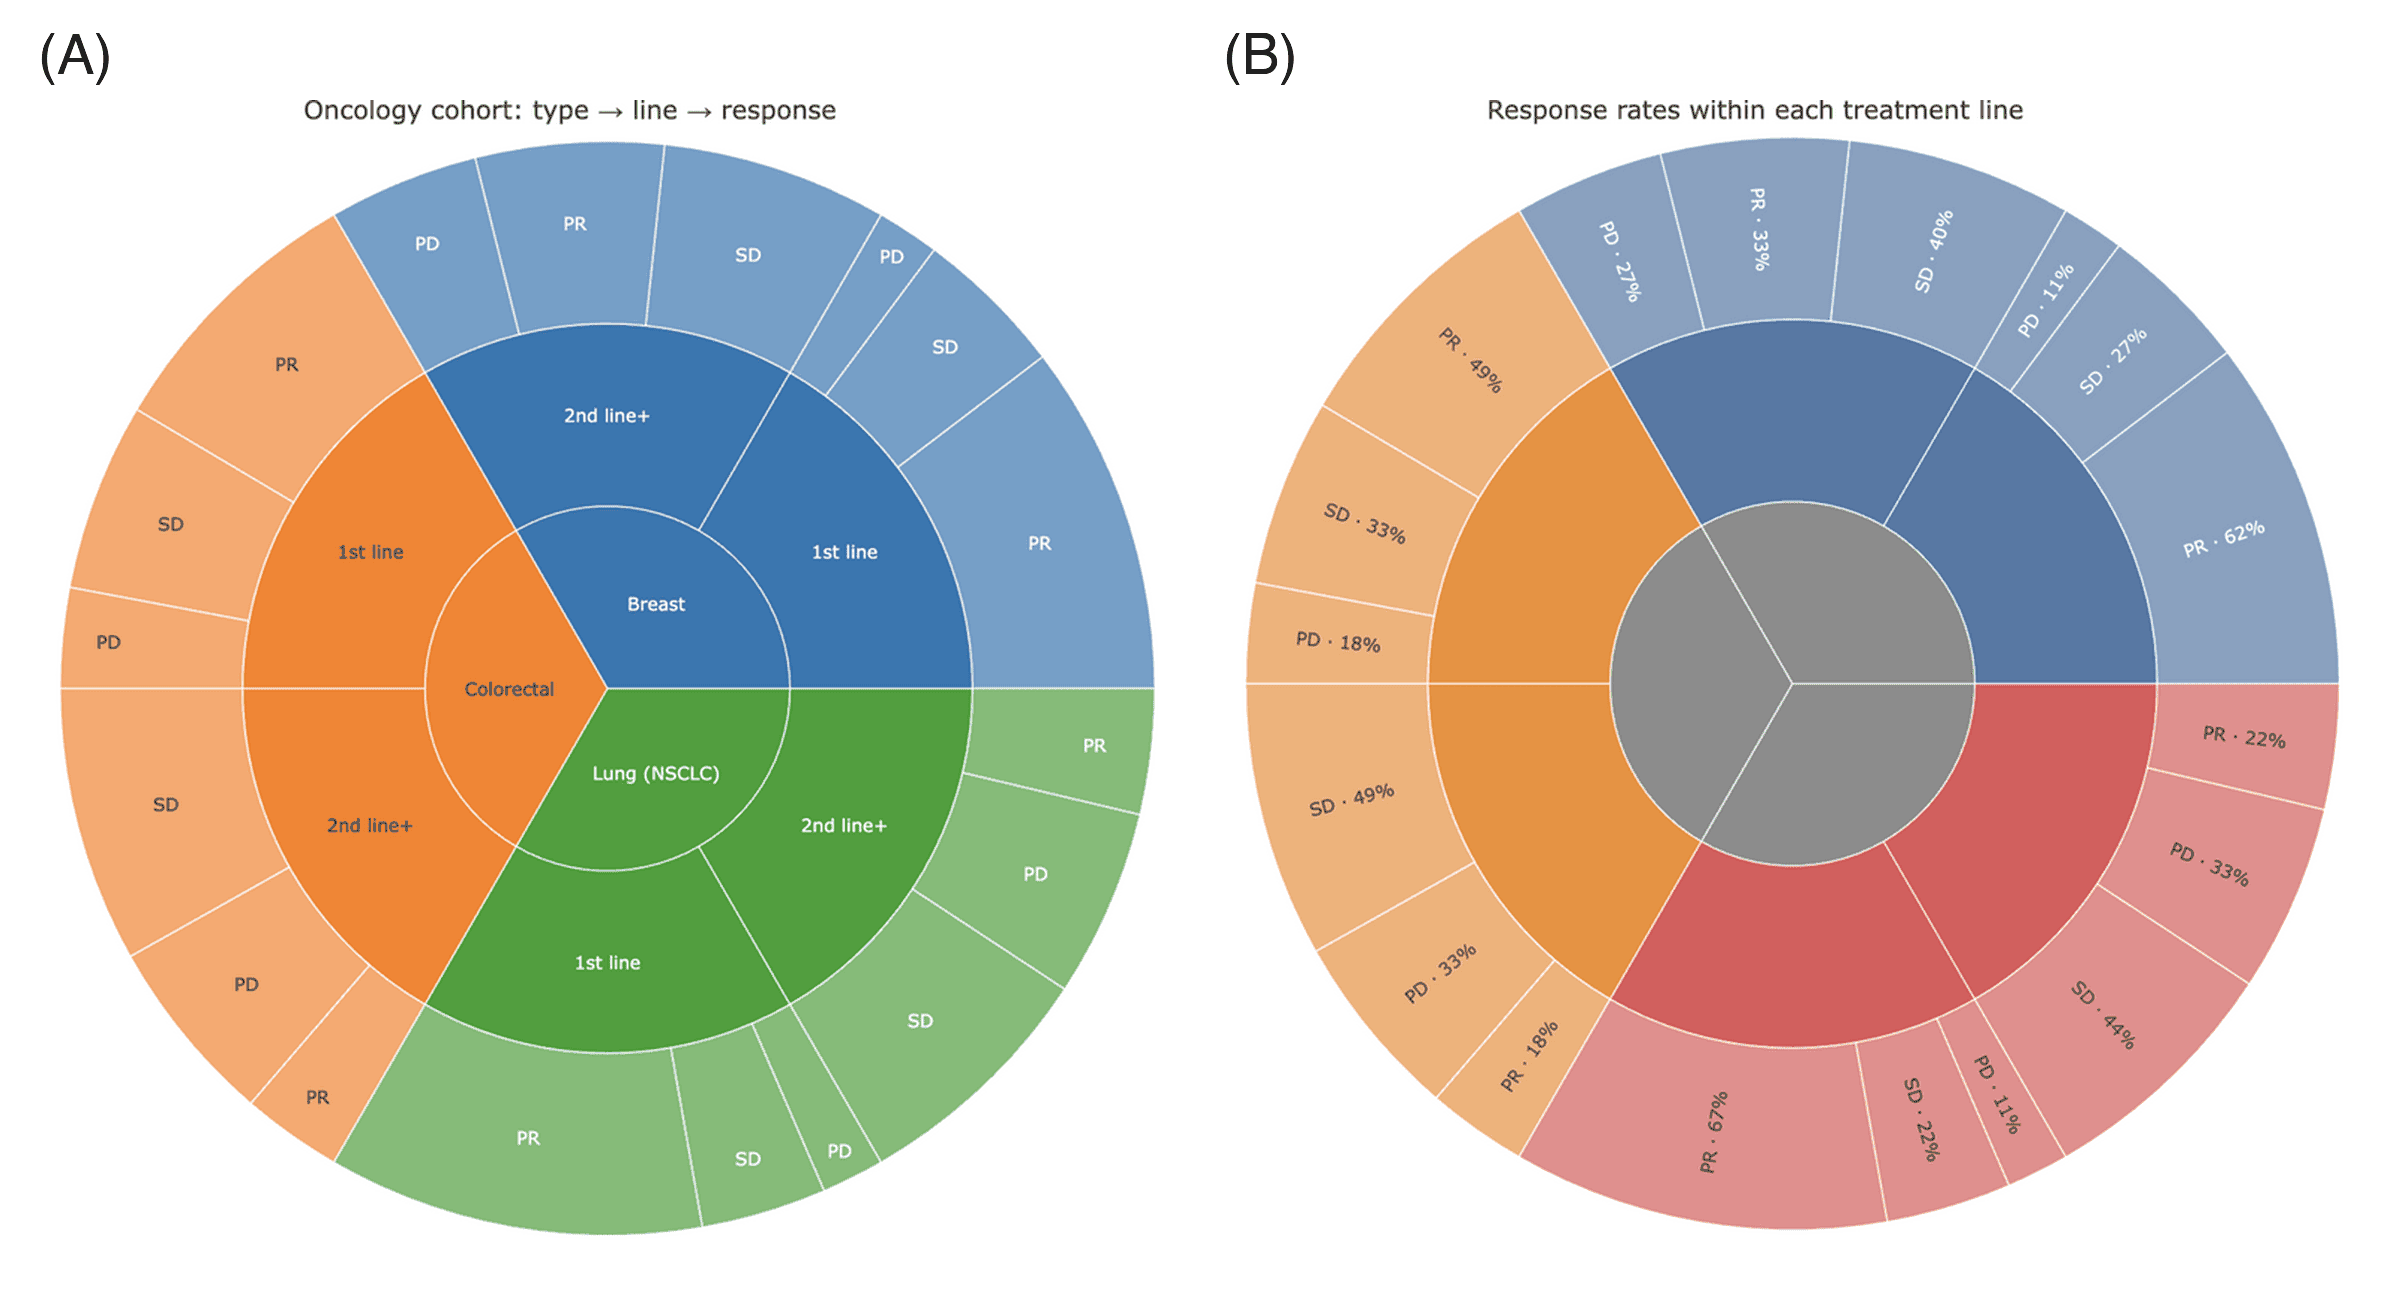 (A)
Oncology cohort: type → line → response
PD
PR
SD
PD
SD
PR
PR
SD
PD
SD
PD
PR
PR
SD
PD
SD
PD
PR
2nd line+
1st line
1st line
2nd line+
1st line
2nd line+
Breast
Colorectal
Lung (NSCLC)
(B)
Response rates within each treatment line
PD · 27%
PR · 33%
SD · 40%
PD · 11%
SD · 27%
PR · 62%
PR · 49%
SD · 33%
PD · 18%
SD · 49%
PD · 33%
PR · 18%
PR · 67%
SD · 22%
PD · 11%
SD · 44%
PD · 33%
PR · 22%